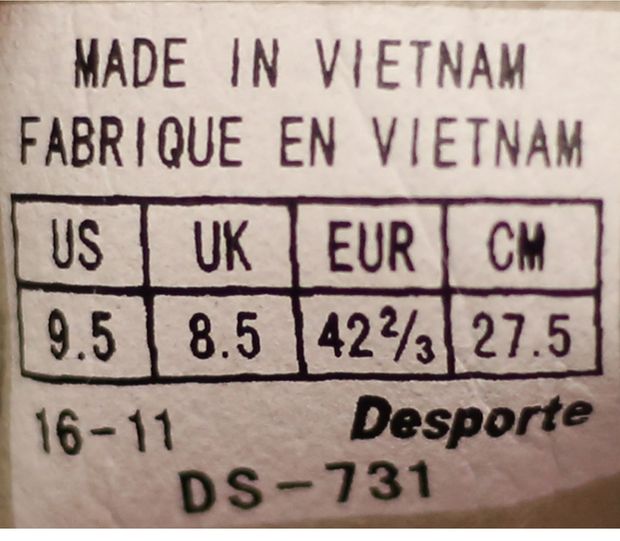 MADE IN VIETNAM
FABRIQUE EN VIETNAM
US UK EUR CM
9.5 8.5 42⅔ 27.5
16-11 Desporte
DS-731